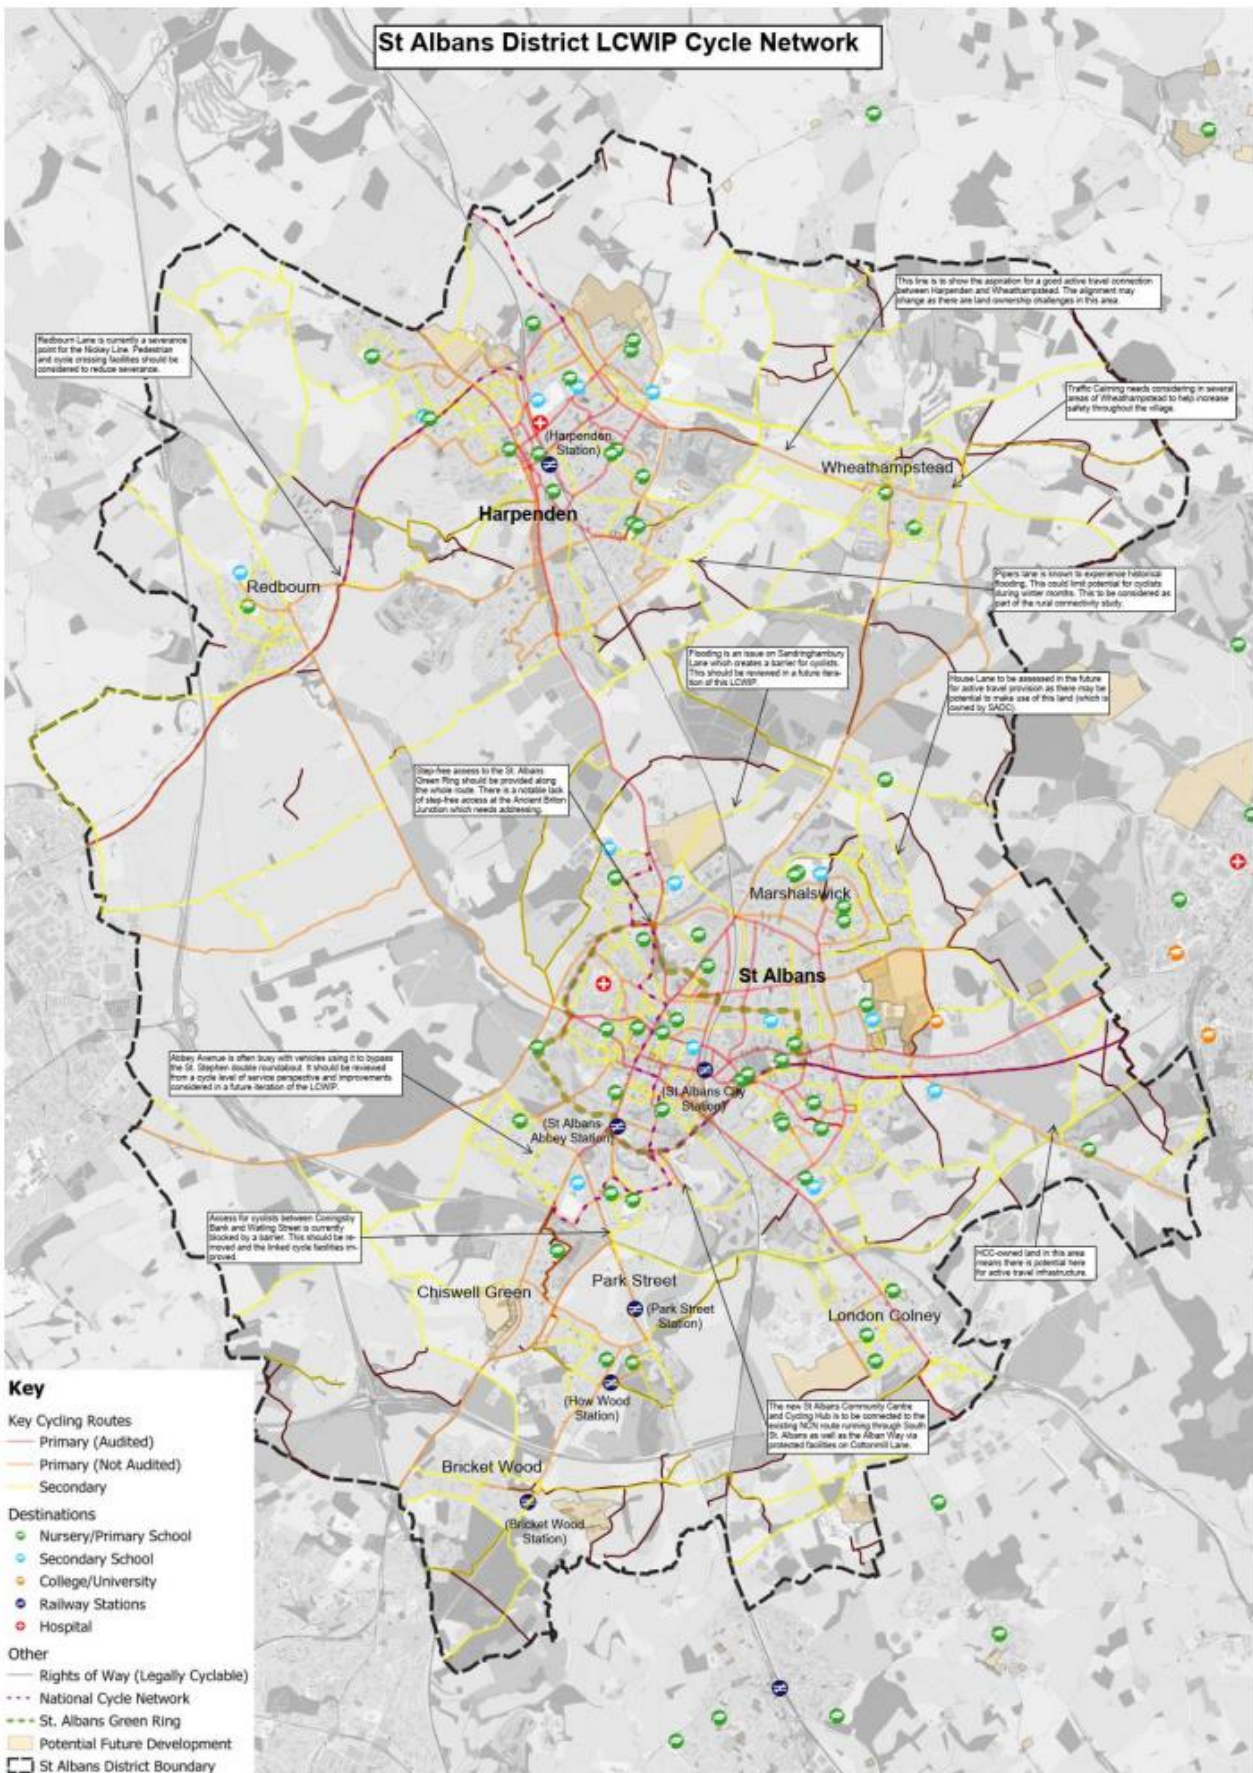 St Albans District LCWIP Cycle Network
This line is to show the aspiration for a good active travel connection
between Harpenden and Wheathampstead. The alignment may
change as there are land ownership challenges in this area.
Redbourn Lane is currently a severance
point for the Nickey Line. Pedestrian
and cycle crossing facilities should be
considered to reduce severance.
Traffic Calming needs considering in several
areas of Wheathampstead to help increase
safety throughout the village.
(Harpenden
Station)
Wheathampstead
Harpenden
Redbourn
Pipers lane is known to experience historical
flooding. This could limit potential for cyclists
during winter months. This to be considered as
part of the rural connectivity study.
Flooding is an issue on Sandringhambury
Lane which creates a barrier for cyclists.
This should be reviewed in a future itera-
tion of this LCWIP.
House Lane to be assessed in the future
for active travel provision as there may be
potential to make use of this land (which is
owned by SADC).
Step-free access to the St. Albans
Green Ring should be provided along
the whole route. There is a notable lack
of step-free access at the Ancient Briton
Junction which needs addressing.
Marshalswick
St Albans
Abbey Avenue is often busy with vehicles using it to bypass
the St. Stephen double roundabout. It should be reviewed
from a cycle level of service perspective and improvements
considered in a future iteration of the LCWIP.
(St Albans City
Station)
(St Albans
Abbey Station)
Access for cyclists between Coningsby
Bank and Watling Street is currently
blocked by a barrier. This should be re-
moved and the linked cycle facilities im-
proved.
HCC-owned land in this area
means there is potential here
for active travel infrastructure.
Chiswell Green
Park Street
(Park Street
Station)
London Colney
(How Wood
Station)
The new St Albans Community Centre
and Cycling Hub is to be connected to the
existing NCN route running through South
St. Albans as well as the Alban Way via
protected facilities on Cottonmill Lane.
Bricket Wood
(Bricket Wood
Station)
Key
Key Cycling Routes
Primary (Audited)
Primary (Not Audited)
Secondary
Destinations
Nursery/Primary School
Secondary School
College/University
Railway Stations
Hospital
Other
Rights of Way (Legally Cyclable)
National Cycle Network
St. Albans Green Ring
Potential Future Development
St Albans District Boundary